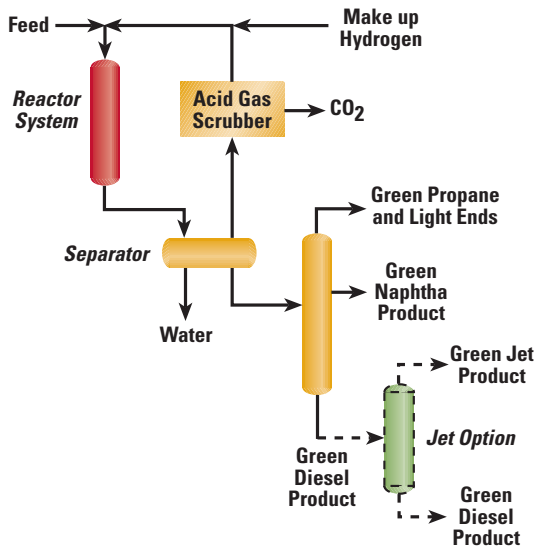 Feed
Make up
Hydrogen
Reactor
System
Acid Gas
Scrubber
CO2
Green Propane
and Light Ends
Separator
Green
Naphtha
Product
Water
Green Jet
Product
Jet Option
Green
Diesel
Product
Green
Diesel
Product